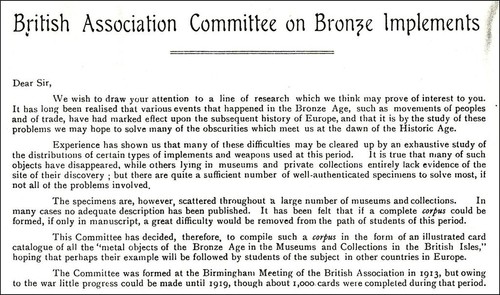 British Association Committee on Bronze Implements
Dear Sir,
We wish to draw your attention to a line of research which we think may prove of interest to you.
It has long been realised that various events that happened in the Bronze Age, such as movements of peoples
and of trade, have had marked effect upon the subsequent history of Europe, and that it is by the study of these
problems we may hope to solve many of the obscurities which meet us at the dawn of the Historic Age.
Experience has shown us that many of these difficulties may be cleared up by an exhaustive study of
the distributions of certain types of implements and weapons used at this period. It is true that many of such
objects have disappeared, while others lying in museums and private collections entirely lack evidence of the
site of their discovery ; but there are quite a sufficient number of well-authenticated specimens to solve most, if
not all of the problems involved.
The specimens are, however, scattered throughout a large number of museums and collections. In
many cases no adequate description has been published. It has been felt that if a complete corpus could be
formed, if only in manuscript, a great difficulty would be removed from the path of students of this period.
This Committee has decided, therefore, to compile such a corpus in the form of an illustrated card
catalogue of all the "metal objects of the Bronze Age in the Museums and Collections in the British Isles,"
hoping that perhaps their example will be followed by students of the subject in other countries in Europe.
The Committee was formed at the Birmingham Meeting of the British Association in 1913, but owing
to the war little progress could be made until 1919, though about 1,000 cards were completed during that period.